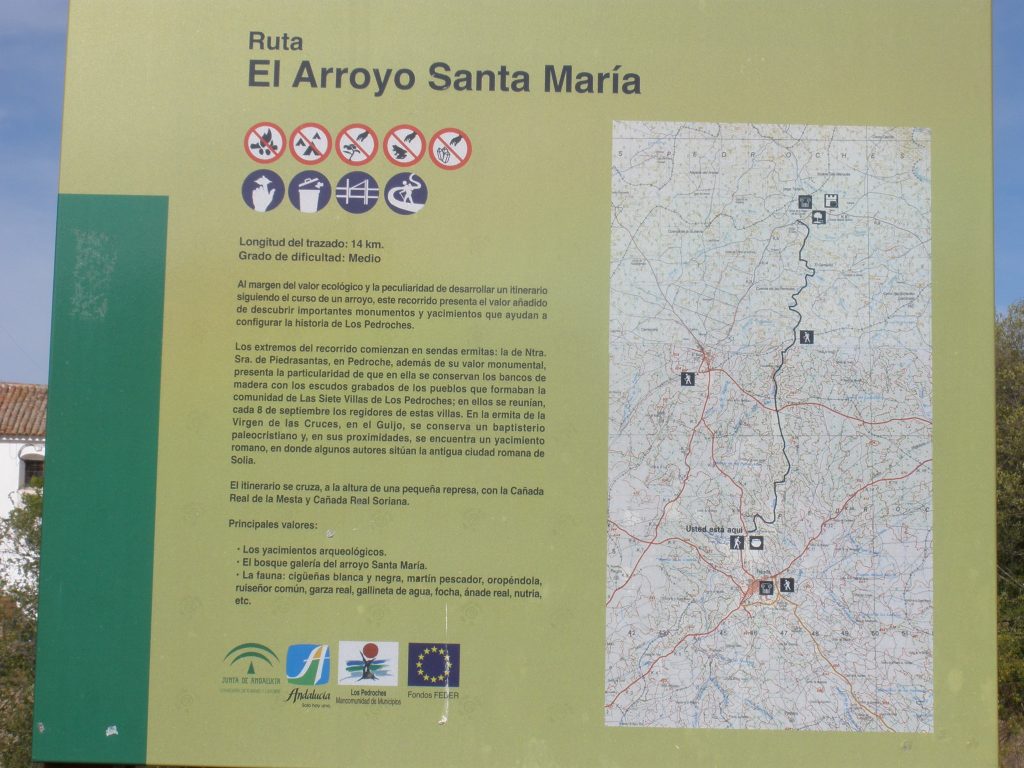 Ruta
El Arroyo Santa María
Longitud del trazado: 14 km.
Grado de dificultad: Medio
Al margen del valor ecológico y la peculiaridad de desarrollar un itinerario
siguiendo el curso de un arroyo, este recorrido presenta el valor añadido
de descubrir importantes monumentos y yacimientos que ayudan a
configurar la historia de Los Pedroches.
Los extremos del recorrido comienzan en sendas ermitas: la de Ntra.
Sra. de Piedrasantas, en Pedroche, además de su valor monumental,
presenta la particularidad de que en ella se conservan los bancos de
madera con los escudos grabados de los pueblos que formaban la
comunidad de Las Siete Villas de Los Pedroches; en ellos se reunían,
cada 8 de septiembre los regidores de estas villas. En la ermita de la
Virgen de las Cruces, en el Guijo, se conserva un baptisterio
paleocristiano y, en sus proximidades, se encuentra un yacimiento
romano, en donde algunos autores sitúan la antigua ciudad romana de
Solia.
El itinerario se cruza, a la altura de una pequeña represa, con la Cañada
Real de la Mesta y Cañada Real Soriana.
Principales valores:
· Los yacimientos arqueológicos.
· El bosque galería del arroyo Santa María.
· La fauna: cigüeñas blanca y negra, martín pescador, oropéndola,
ruiseñor común, garza real, gallineta de agua, focha, ánade real, nutria,
etc.
JUNTA DE ANDALUCIA
Andalucía
Solo hay una
Los Pedroches
Mancomunidad de Municipios
Fondos FEDER
PEDROCHES
Usted está aquí